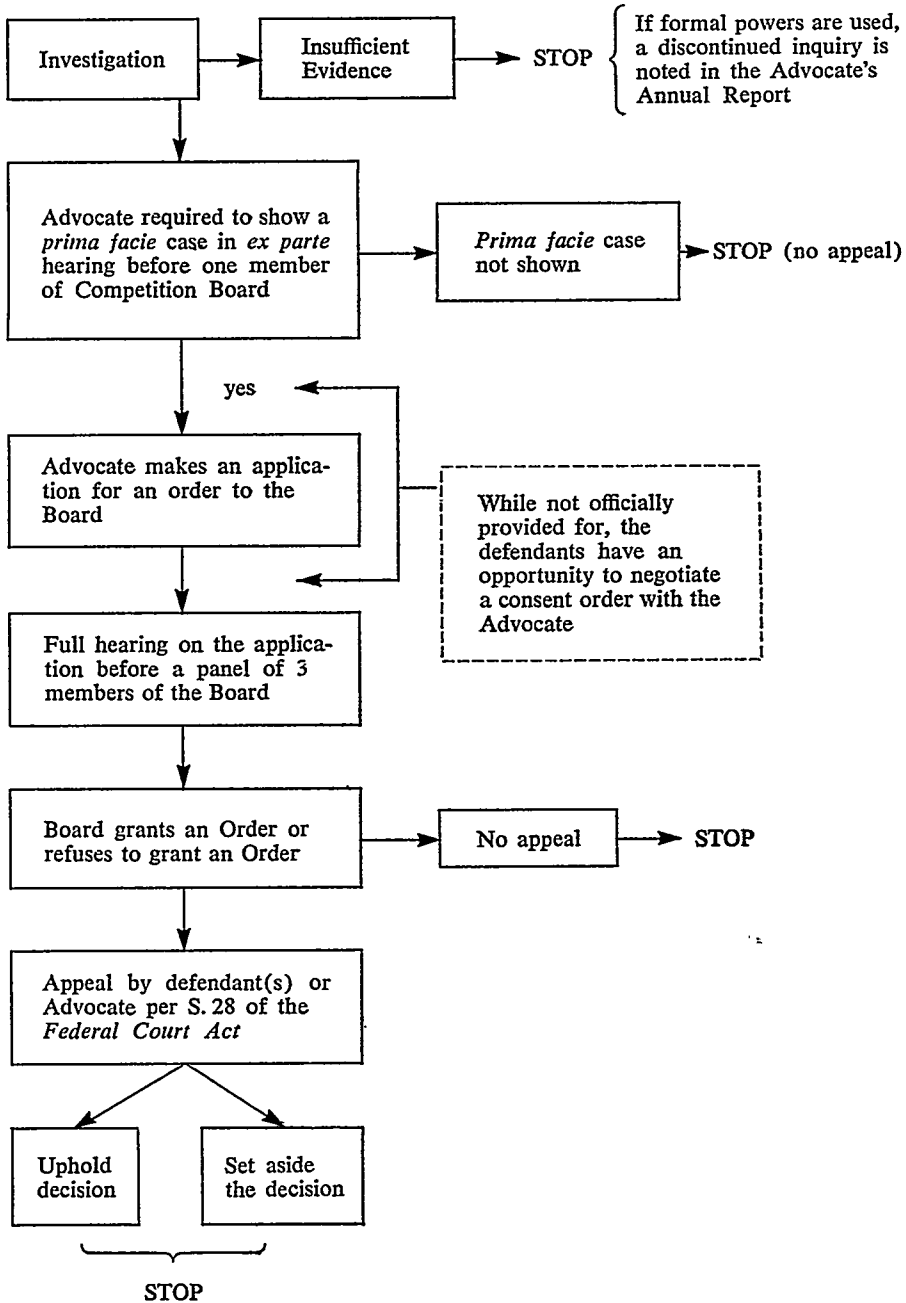 Investigation
Insufficient
Evidence
STOP
If formal powers are used,
a discontinued inquiry is
noted in the Advocate's
Annual Report
Advocate required to show a
prima facie case in ex parte
hearing before one member
of Competition Board
Prima facie case
not shown
STOP (no appeal)
yes
Advocate makes an applica-
tion for an order to the
Board
While not officially
provided for, the
defendants have an
opportunity to negotiate
a consent order with the
Advocate
Full hearing on the applica-
tion before a panel of 3
members of the Board
Board grants an Order or
refuses to grant an Order
No appeal
STOP
Appeal by defendant(s) or
Advocate per S. 28 of the
Federal Court Act
Uphold
decision
Set aside
the decision
STOP